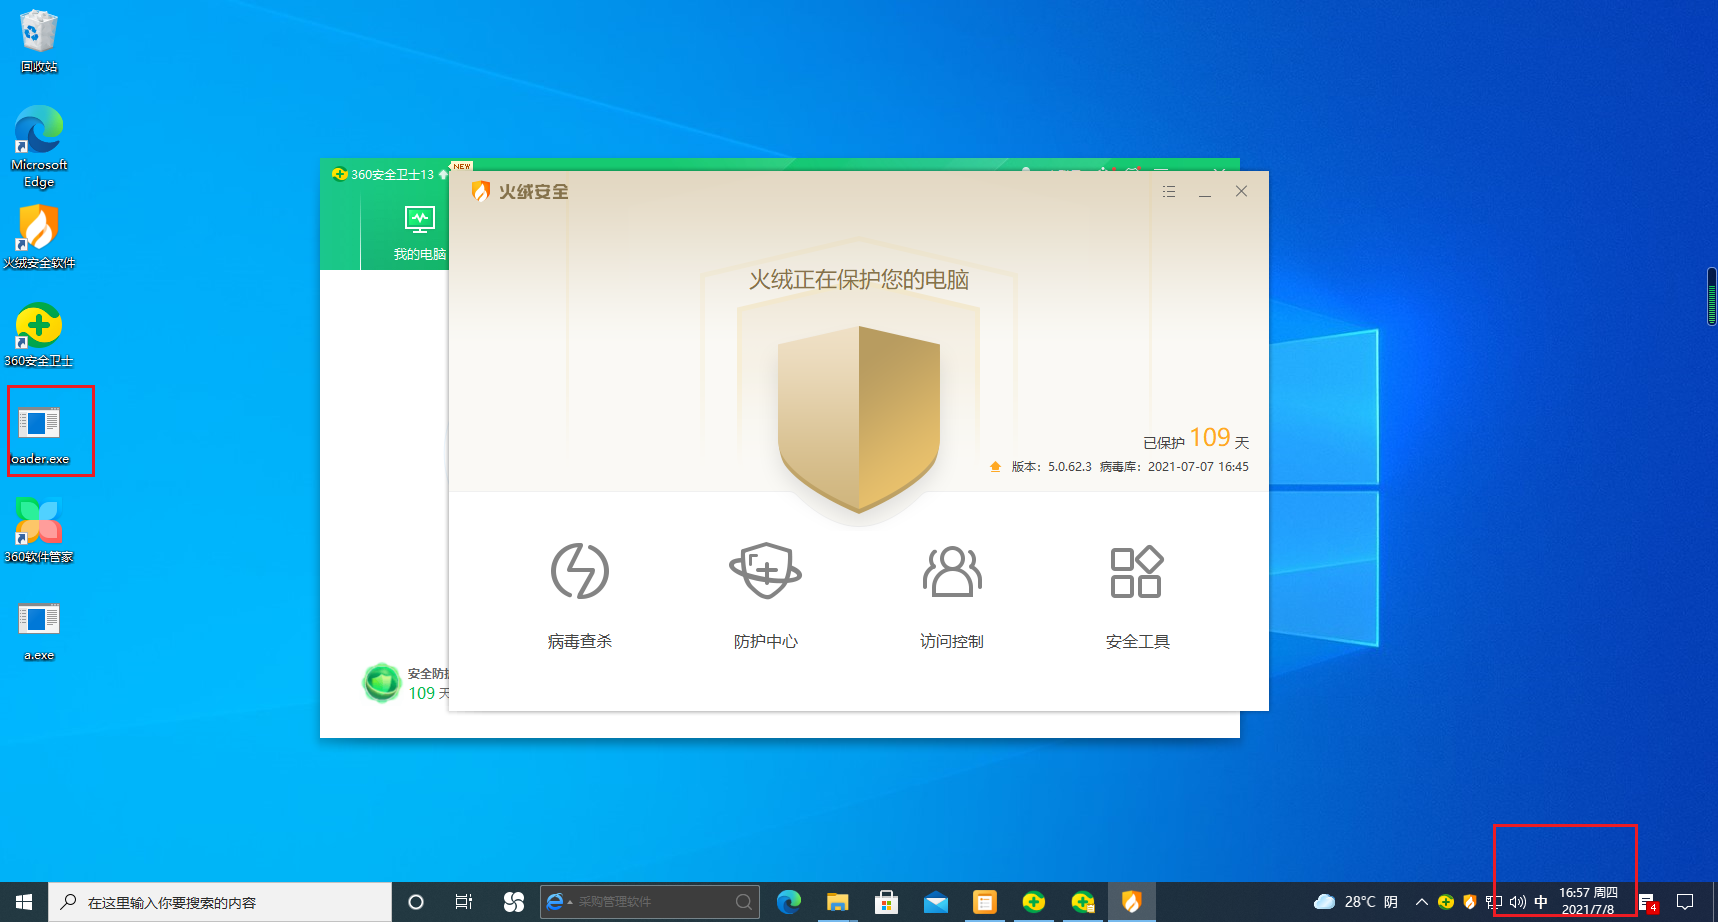 回收站
Microsoft
Edge
火绒安全软件
360安全卫士
loader.exe
360软件管家
a.exe
360安全卫士13
NEW
我的电脑
安全防护
109 天
火绒安全
火绒正在保护您的电脑
已保护 109 天
版本：5.0.62.3 病毒库：2021-07-07 16:45
病毒查杀
防护中心
访问控制
安全工具
在这里输入你要搜索的内容
采购管理软件
28°C 阴
中
16:57 周四
2021/7/8
4